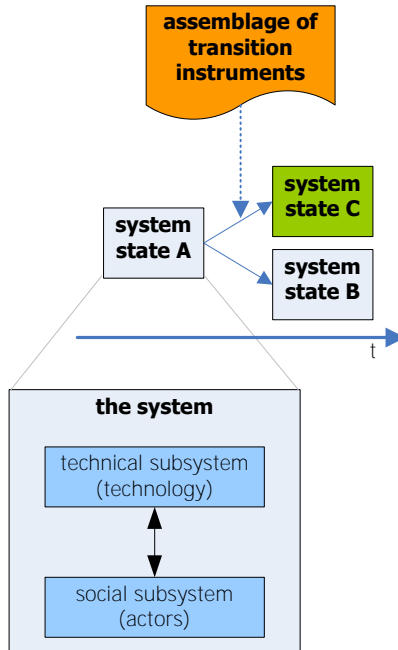 assemblage of
transition
instruments
system
state C
system
state A
system
state B
t
the system
technical subsystem
(technology)
social subsystem
(actors)